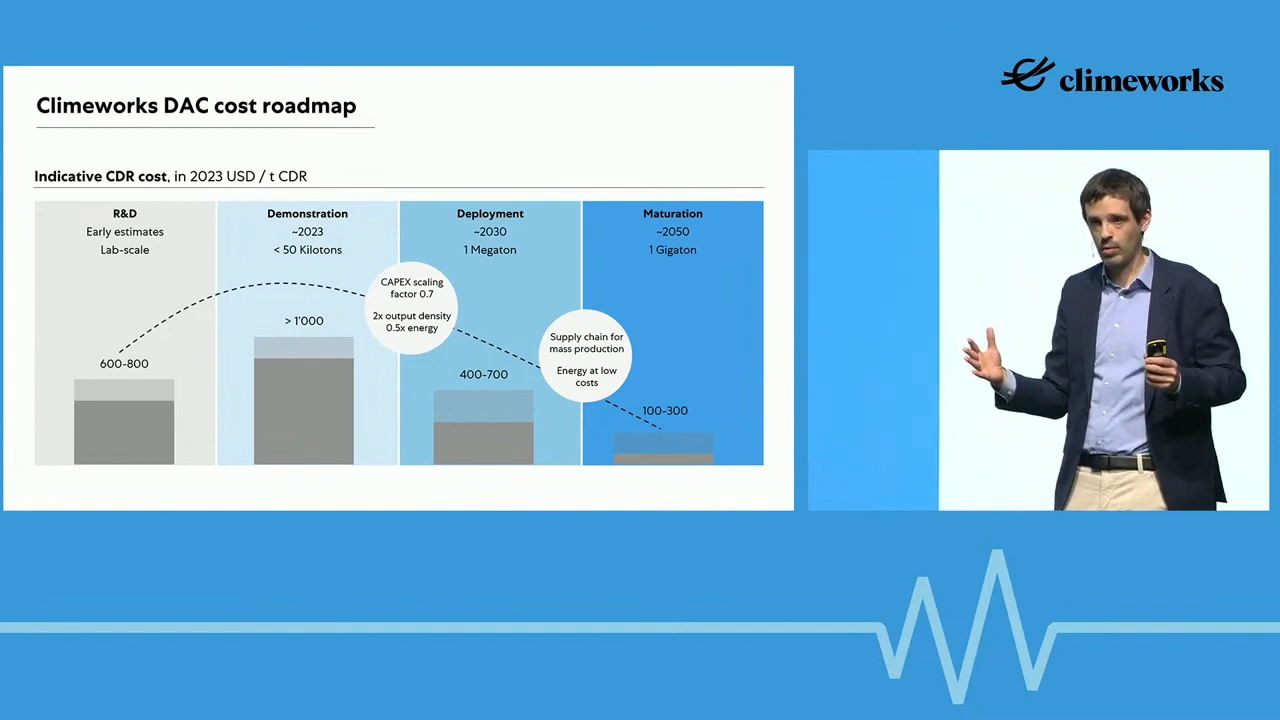 climeworks
Climeworks DAC cost roadmap
Indicative CDR cost, in 2023 USD / t CDR
R&D
Early estimates
Lab-scale
Demonstration
~2023
< 50 Kilotons
Deployment
~2030
1 Megaton
Maturation
~2050
1 Gigaton
600-800
> 1'000
CAPEX scaling
factor 0.7
2x output density
0.5x energy
400-700
Supply chain for
mass production
Energy at low
costs
100-300